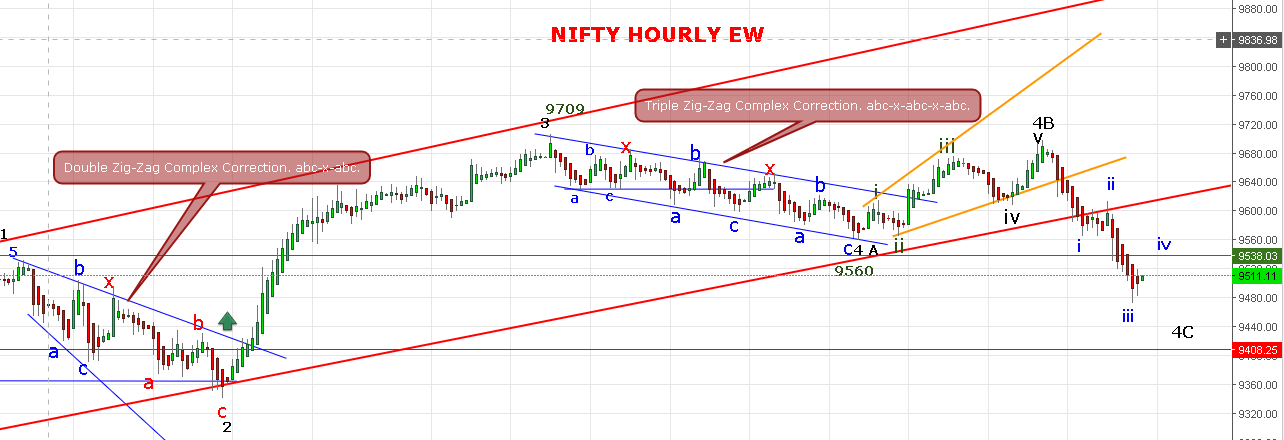 NIFTY HOURLY EW
Double Zig-Zag Complex Correction. abc-x-abc.
Triple Zig-Zag Complex Correction. abc-x-abc-x-abc.
1
5
a
b
c
x
a
b
c
2
9709
3
a
b
c
x
a
b
c
x
a
b
c
4 A
9560
i
ii
iii
iv
v
4B
i
ii
iii
iv
4C
9880.00
+ 9836.98
9800.00
9760.00
9720.00
9680.00
9640.00
9600.00
9560.00
9538.03
9511.11
9480.00
9440.00
9408.25
9360.00
9320.00